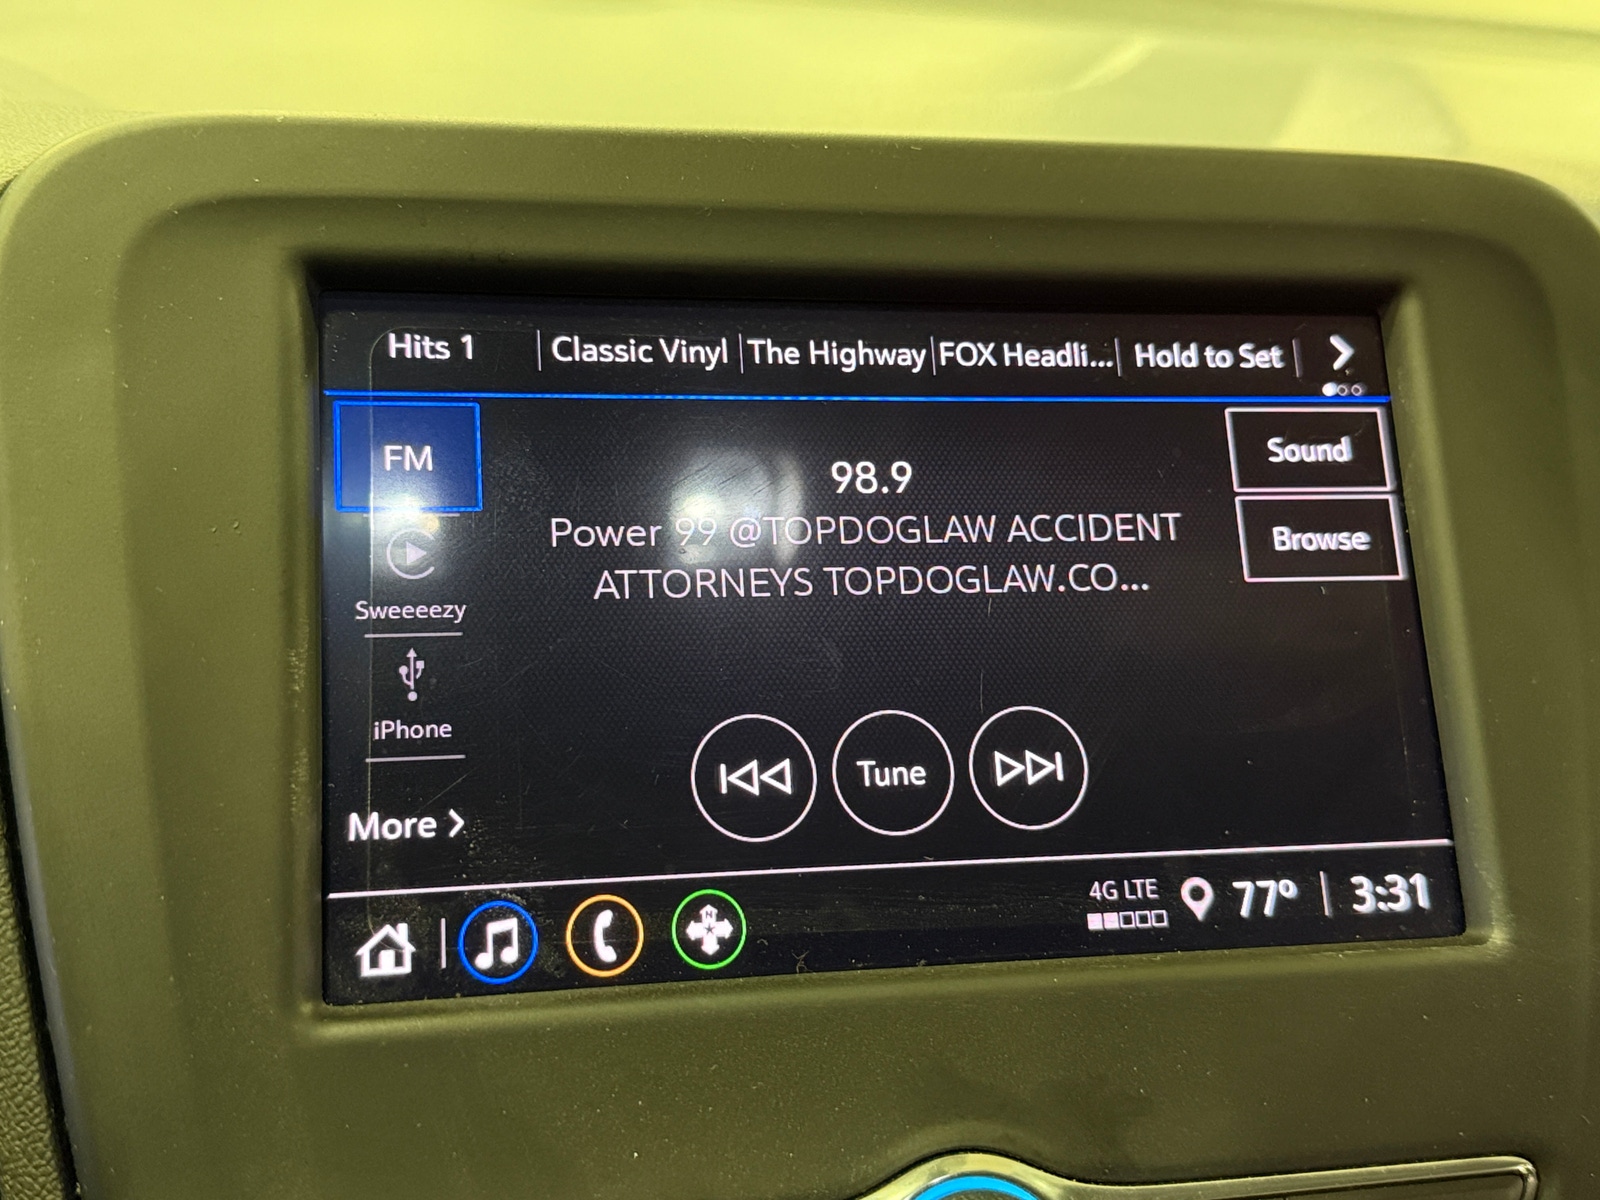 Hits 1
Classic Vinyl
The Highway
FOX Headli...
Hold to Set
FM
Sweeeezy
iPhone
More
98.9
Power 99 @TOPDOGLAW ACCIDENT
ATTORNEYS TOPDOGLAW.CO...
Sound
Browse
Tune
N
4G LTE
77°
3:31